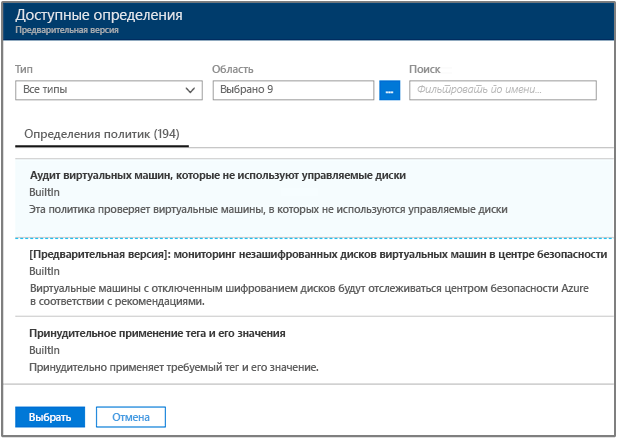 Доступные определения
Предварительная версия
Тип
Область
Поиск
Все типы
Выбрано 9
...
Фильтровать по имени...
Определения политик (194)
Аудит виртуальных машин, которые не используют управляемые диски
BuiltIn
Эта политика проверяет виртуальные машины, в которых не используются управляемые диски
[Предварительная версия]: мониторинг незашифрованных дисков виртуальных машин в центре безопасности
BuiltIn
Виртуальные машины с отключенным шифрованием дисков будут отслеживаться центром безопасности Azure
в соответствии с рекомендациями.
Принудительное применение тега и его значения
BuiltIn
Принудительно применяет требуемый тег и его значение.
Выбрать
Отмена